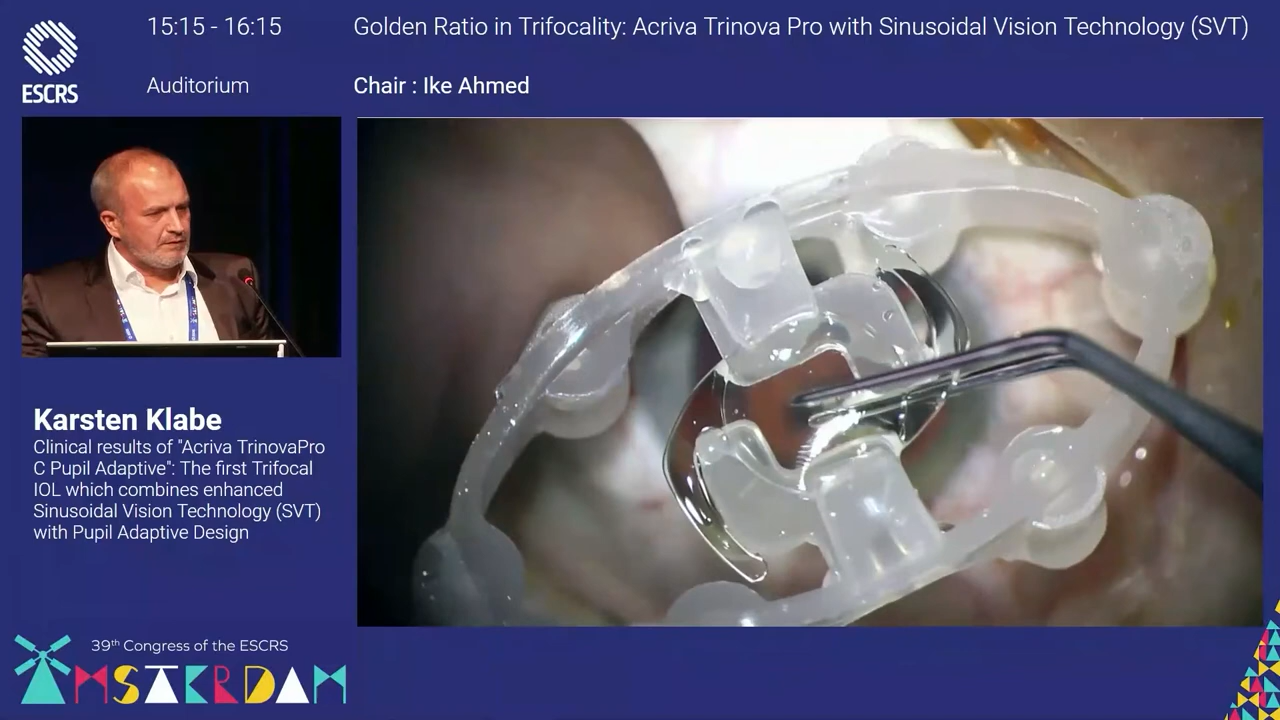 15:15 - 16:15
Golden Ratio in Trifocality: Acriva Trinova Pro with Sinusoidal Vision Technology (SVT)
ESCRS
Auditorium
Chair : Ike Ahmed
Karsten Klabe
Clinical results of "Acriva TrinovaPro
C Pupil Adaptive": The first Trifocal
IOL which combines enhanced
Sinusoidal Vision Technology (SVT)
with Pupil Adaptive Design
39th Congress of the ESCRS
AMSTERDAM